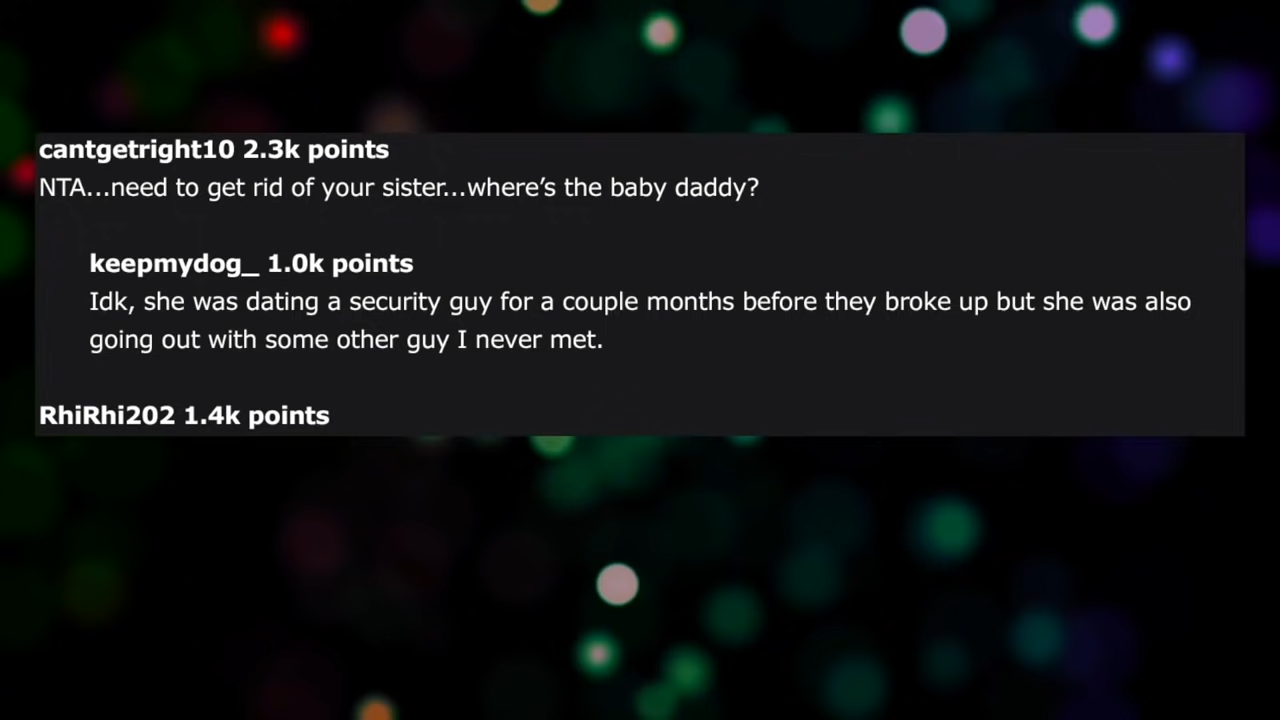 cantgetright10 2.3k points
NTA...need to get rid of your sister...where’s the baby daddy?
keepmydog_ 1.0k points
Idk, she was dating a security guy for a couple months before they broke up but she was also
going out with some other guy I never met.
RhiRhi202 1.4k points